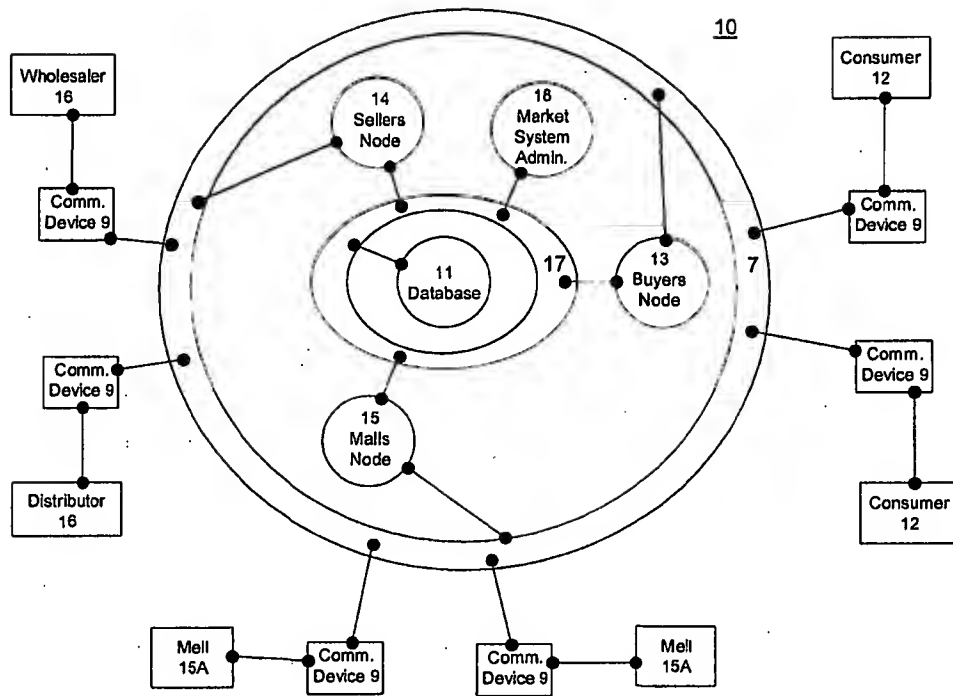 10
Wholesaler
16
Consumer
12
14
Sellers
Node
18
Market
System
Admin.
Comm.
Device 9
Comm.
Device 9
17
13
Buyers
Node
7
11
Database
Comm.
Device 9
Comm.
Device 9
15
Malls
Node
Distributor
16
Consumer
12
Mell
15A
Comm.
Device 9
Comm.
Device 9
Mell
15A